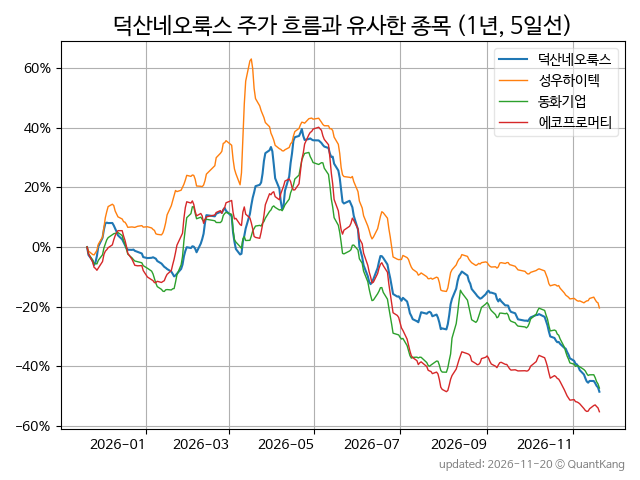 덕산네오룩스 주가 흐름과 유사한 종목 (1년, 5일선)
덕산네오룩스
성우하이텍
동화기업
에코프로머티
60%
40%
20%
0%
−20%
−40%
−60%
2026-01
2026-03
2026-05
2026-07
2026-09
2026-11
updated: 2026-11-20 © QuantKang